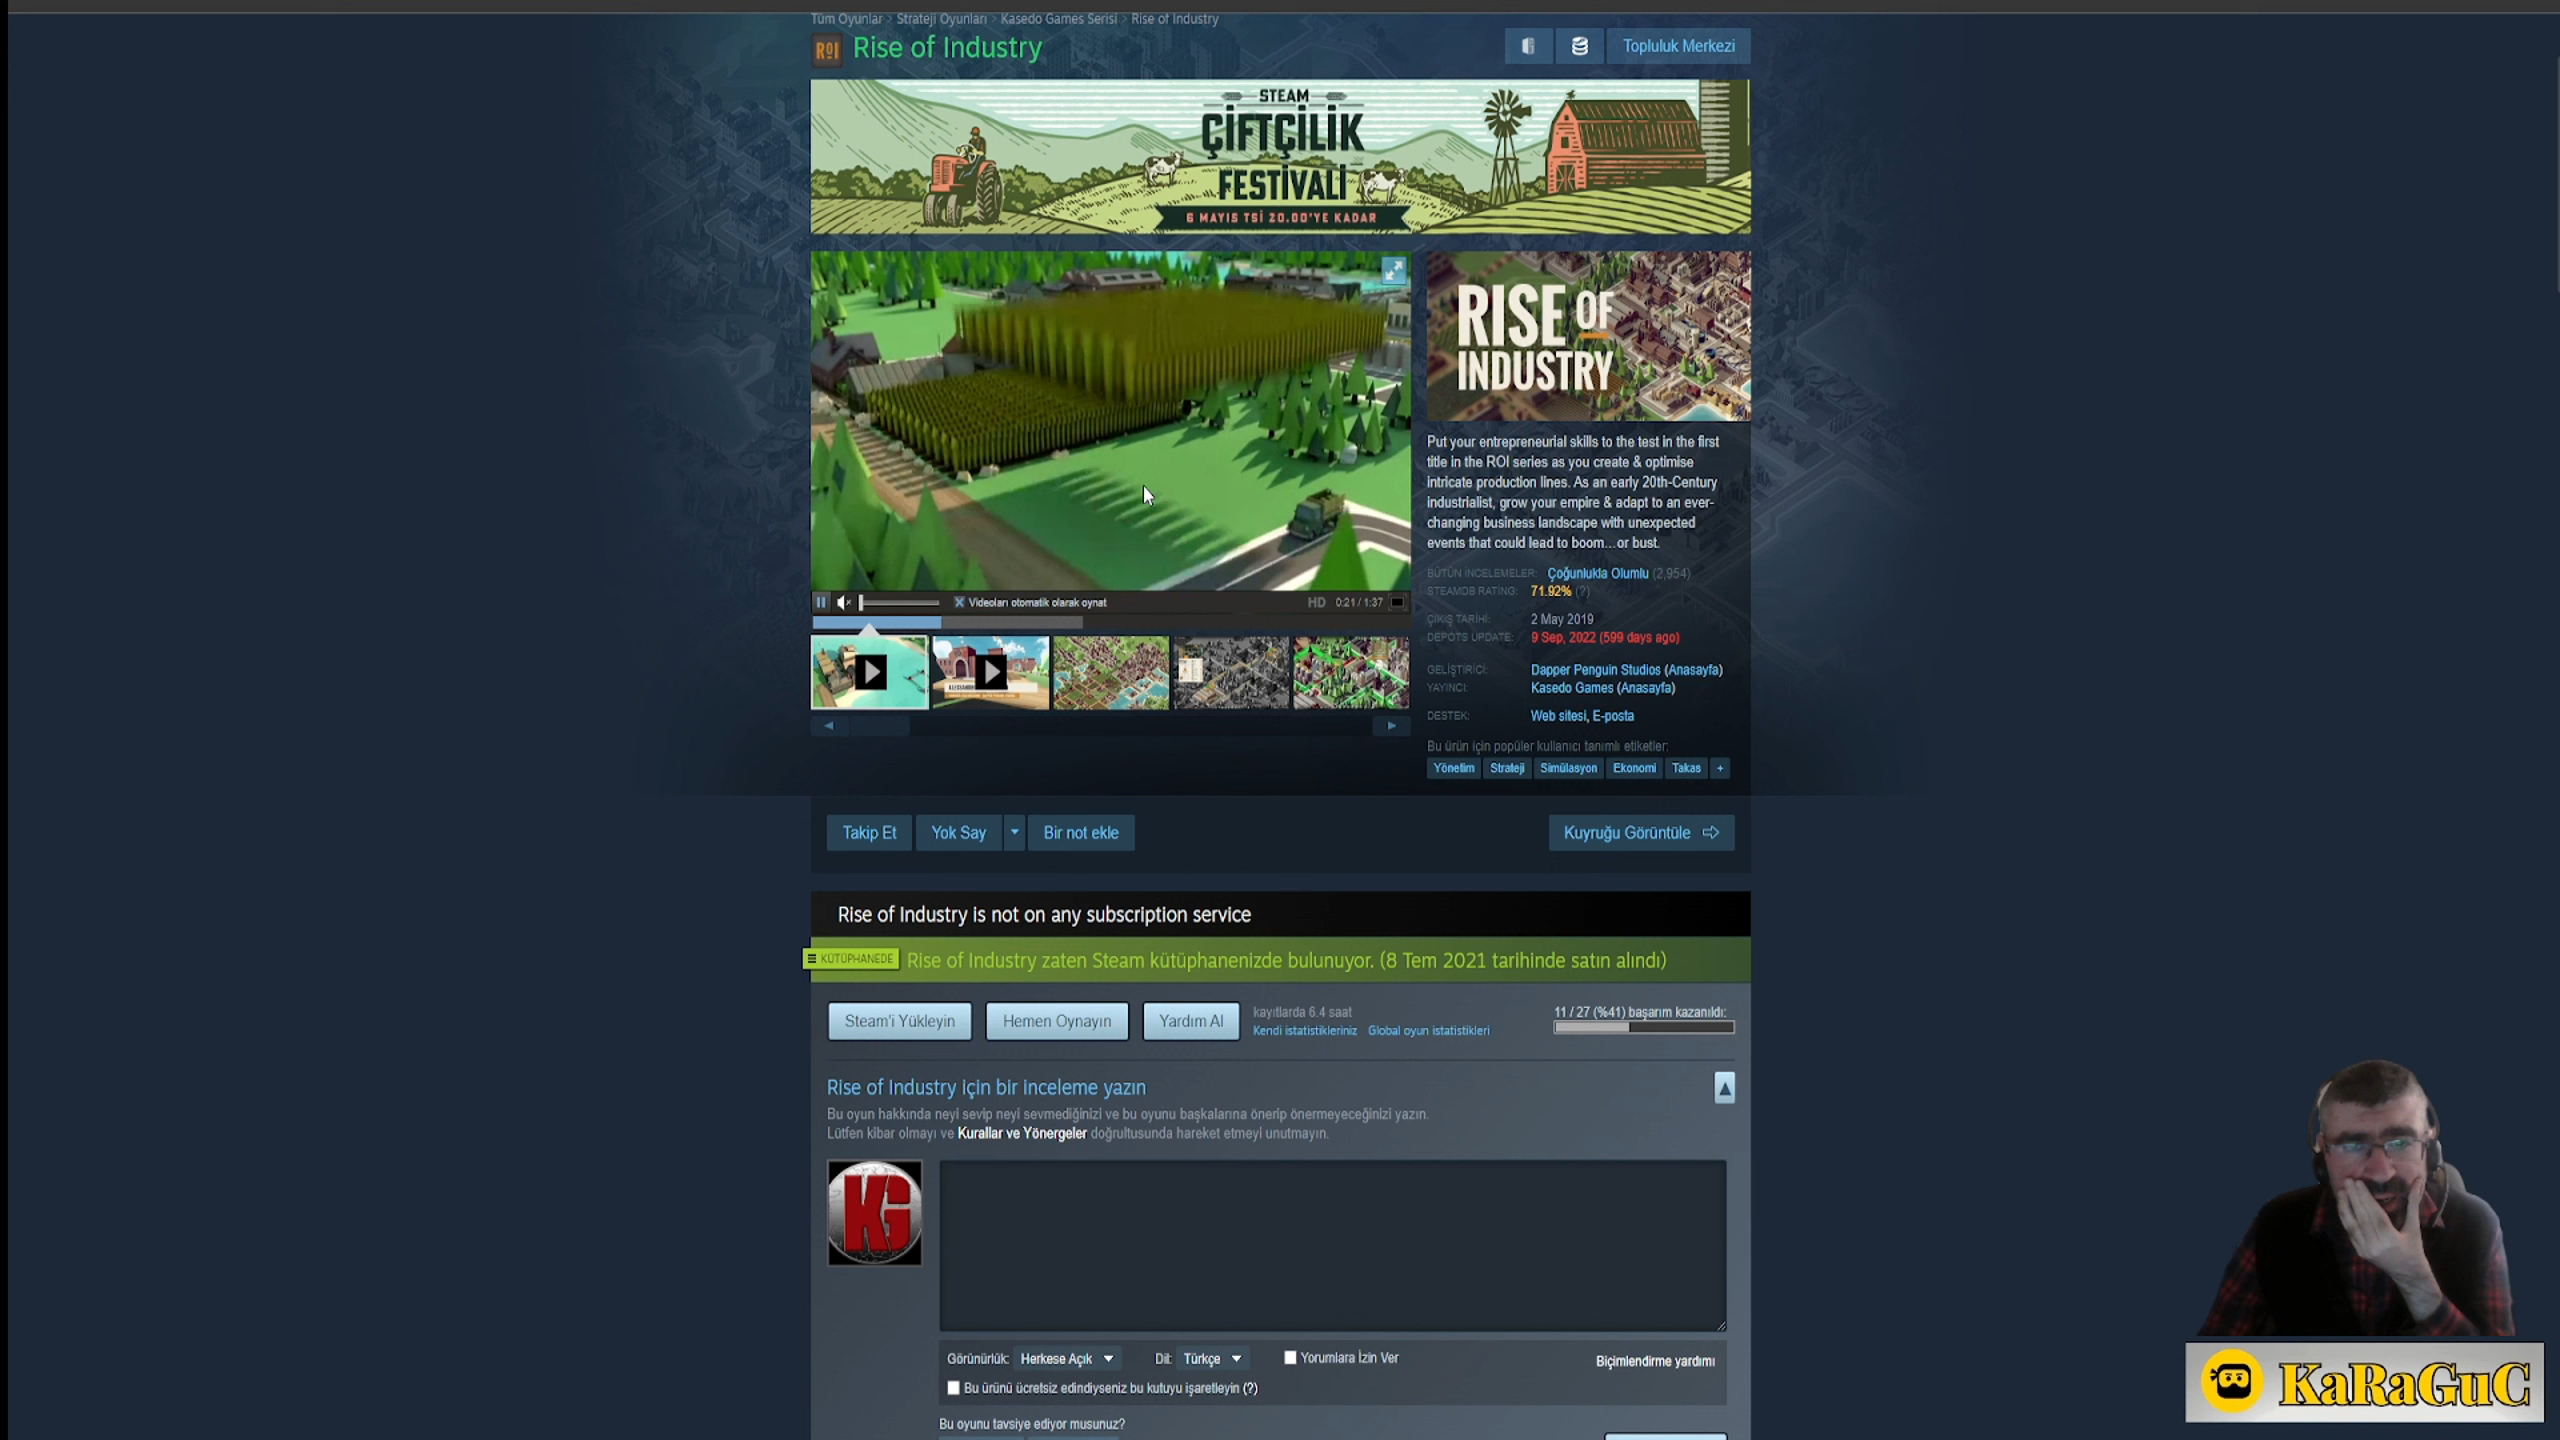 Tüm Oyunlar > Strateji Oyunları > Kasedo Games Serisi > Rise of Industry
ROI
Rise of Industry
Topluluk Merkezi
STEAM
ÇİFTÇİLİK
FESTİVALİ
6 MAYIS TSİ 20.00'YE KADAR
RISE OF
INDUSTRY
Put your entrepreneurial skills to the test in the first
title in the ROI series as you create & optimise
intricate production lines. As an early 20th-Century
industrialist, grow your empire & adapt to an ever-
changing business landscape with unexpected
events that could lead to boom...or bust.
BÜTÜN İNCELEMELER: Çoğunlukla Olumlu (2,954)
STEAMDB RATING: 71.92% (?)
ÇIKIŞ TARİHİ: 2 May 2019
DEPOTS UPDATE: 9 Sep, 2022 (599 days ago)
GELİŞTİRİCİ: Dapper Penguin Studios (Anasayfa)
YAYINCI: Kasedo Games (Anasayfa)
DESTEK: Web sitesi, E-posta
Bu ürün için popüler kullanıcı tanımlı etiketler:
Yönetim Strateji Simülasyon Ekonomi Takas +
Videoları otomatik olarak oynat
HD 0:21 / 1:37
Takip Et
Yok Say
Bir not ekle
Kuyruğu Görüntüle
Rise of Industry is not on any subscription service
KÜTÜPHANEDE
Rise of Industry zaten Steam kütüphanenizde bulunuyor. (8 Tem 2021 tarihinde satın alındı)
Steam'i Yükleyin
Hemen Oynayın
Yardım Al
kayıtlarda 6.4 saat
Kendi istatistikleriniz Global oyun istatistikleri
11 / 27 (%41) başarım kazanıldı:
Rise of Industry için bir inceleme yazın
Bu oyun hakkında neyi sevip neyi sevmediğinizi ve bu oyunu başkalarına önerip önermeyeceğinizi yazın.
Lütfen kibar olmayı ve Kurallar ve Yönergeler doğrultusunda hareket etmeyi unutmayın.
KG
Görünürlük: Herkese Açık
Dil: Türkçe
Yorumlara İzin Ver
Biçimlendirme yardımı
Bu ürünü ücretsiz edindiyseniz bu kutuyu işaretleyin (?)
Bu oyunu tavsiye ediyor musunuz?
KaRaGuC